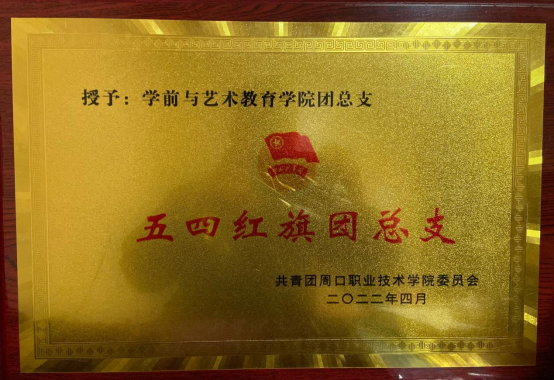 授予：学前与艺术教育学院团总支
五四红旗团总支
共青团周口职业技术学院委员会
二〇二二年四月